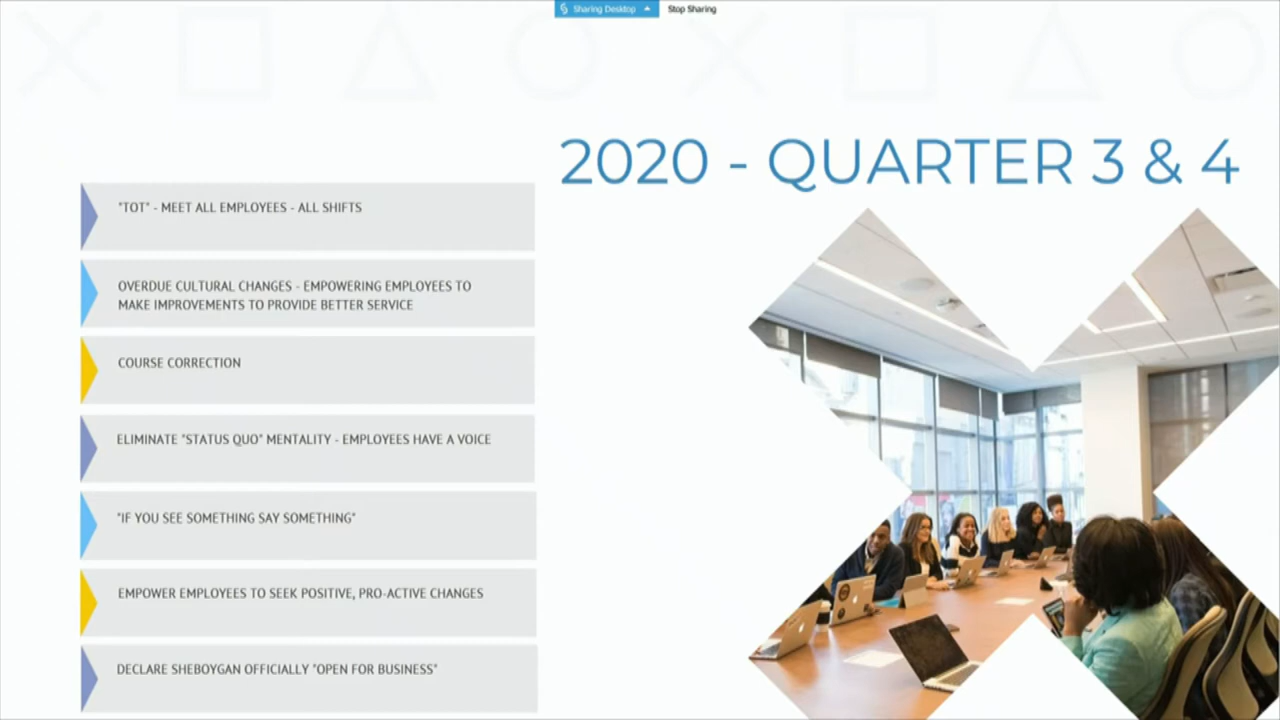 Sharing Desktop Stop Sharing
2020 - QUARTER 3 & 4
"TOT" - MEET ALL EMPLOYEES - ALL SHIFTS
OVERDUE CULTURAL CHANGES - EMPOWERING EMPLOYEES TO
MAKE IMPROVEMENTS TO PROVIDE BETTER SERVICE
COURSE CORRECTION
ELIMINATE "STATUS QUO" MENTALITY - EMPLOYEES HAVE A VOICE
"IF YOU SEE SOMETHING SAY SOMETHING"
EMPOWER EMPLOYEES TO SEEK POSITIVE, PRO-ACTIVE CHANGES
DECLARE SHEBOYGAN OFFICIALLY "OPEN FOR BUSINESS"